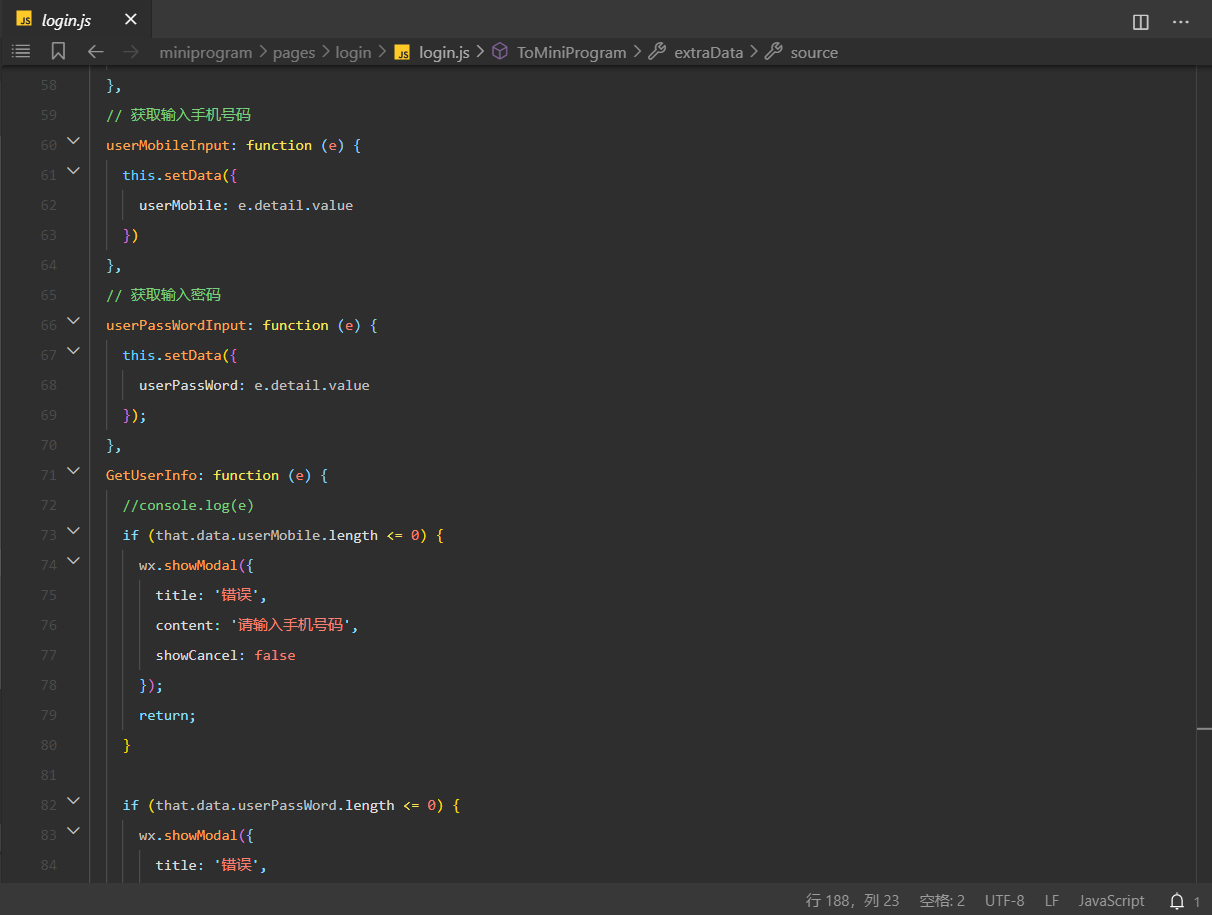 JS login.js
miniprogram > pages > login > JS login.js > ToMiniProgram > extraData > source
58 },
59 // 获取输入手机号码
60 userMobileInput: function (e) {
61 this.setData({
62 userMobile: e.detail.value
63 })
64 },
65 // 获取输入密码
66 userPassWordInput: function (e) {
67 this.setData({
68 userPassWord: e.detail.value
69 });
70 },
71 GetUserInfo: function (e) {
72 //console.log(e)
73 if (that.data.userMobile.length <= 0) {
74 wx.showModal({
75 title: '错误',
76 content: '请输入手机号码',
77 showCancel: false
78 });
79 return;
80 }
81
82 if (that.data.userPassWord.length <= 0) {
83 wx.showModal({
84 title: '错误',
行 188，列 23 空格: 2 UTF-8 LF JavaScript 1